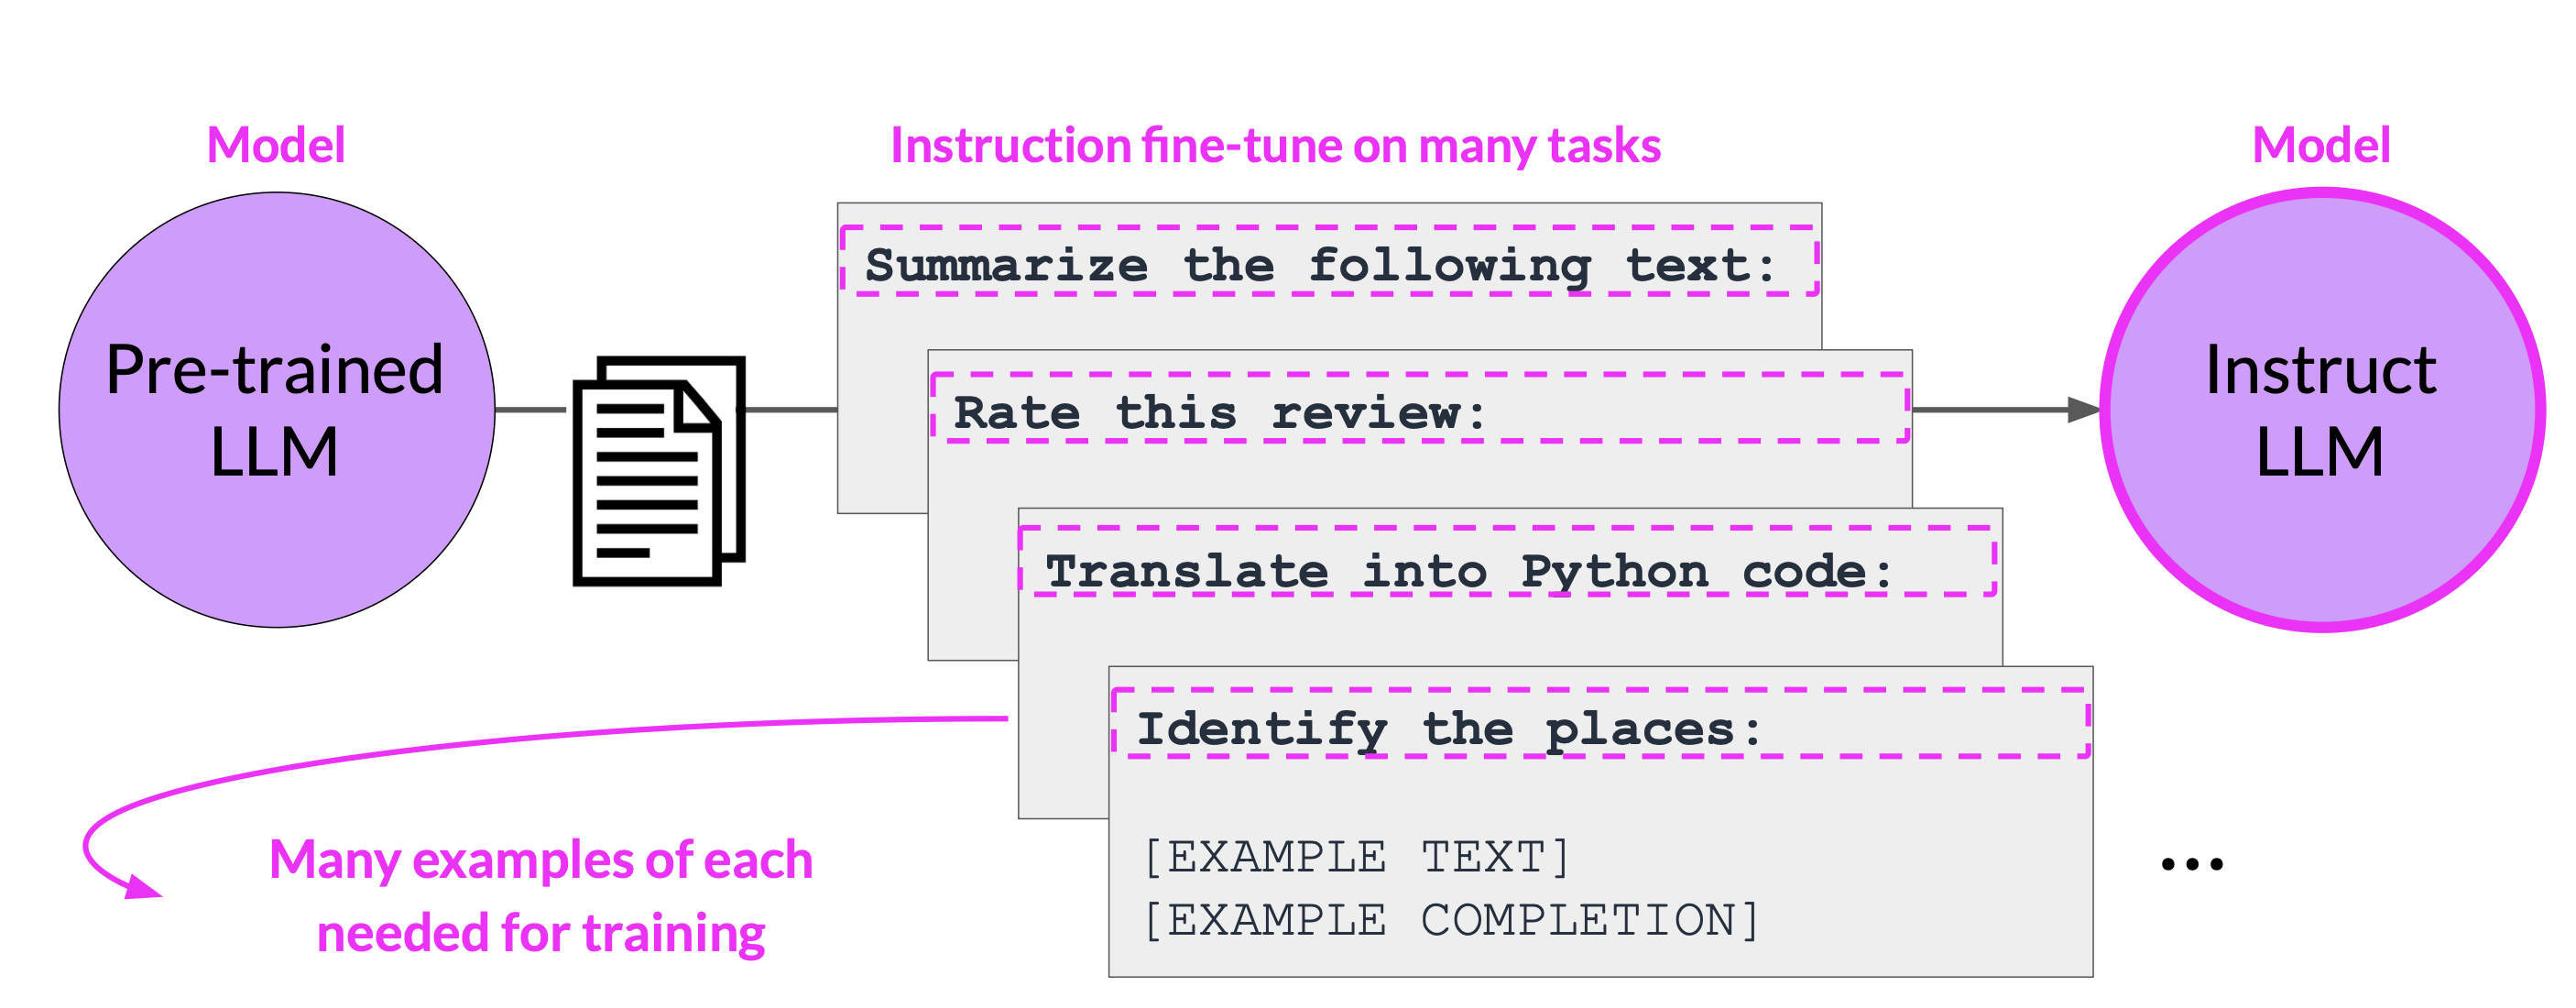 Model
Instruction fine-tune on many tasks
Model
Pre-trained
LLM
Summarize the following text:
Rate this review:
Translate into Python code:
Identify the places:
[EXAMPLE TEXT]
[EXAMPLE COMPLETION]
...
Instruct
LLM
Many examples of each
needed for training